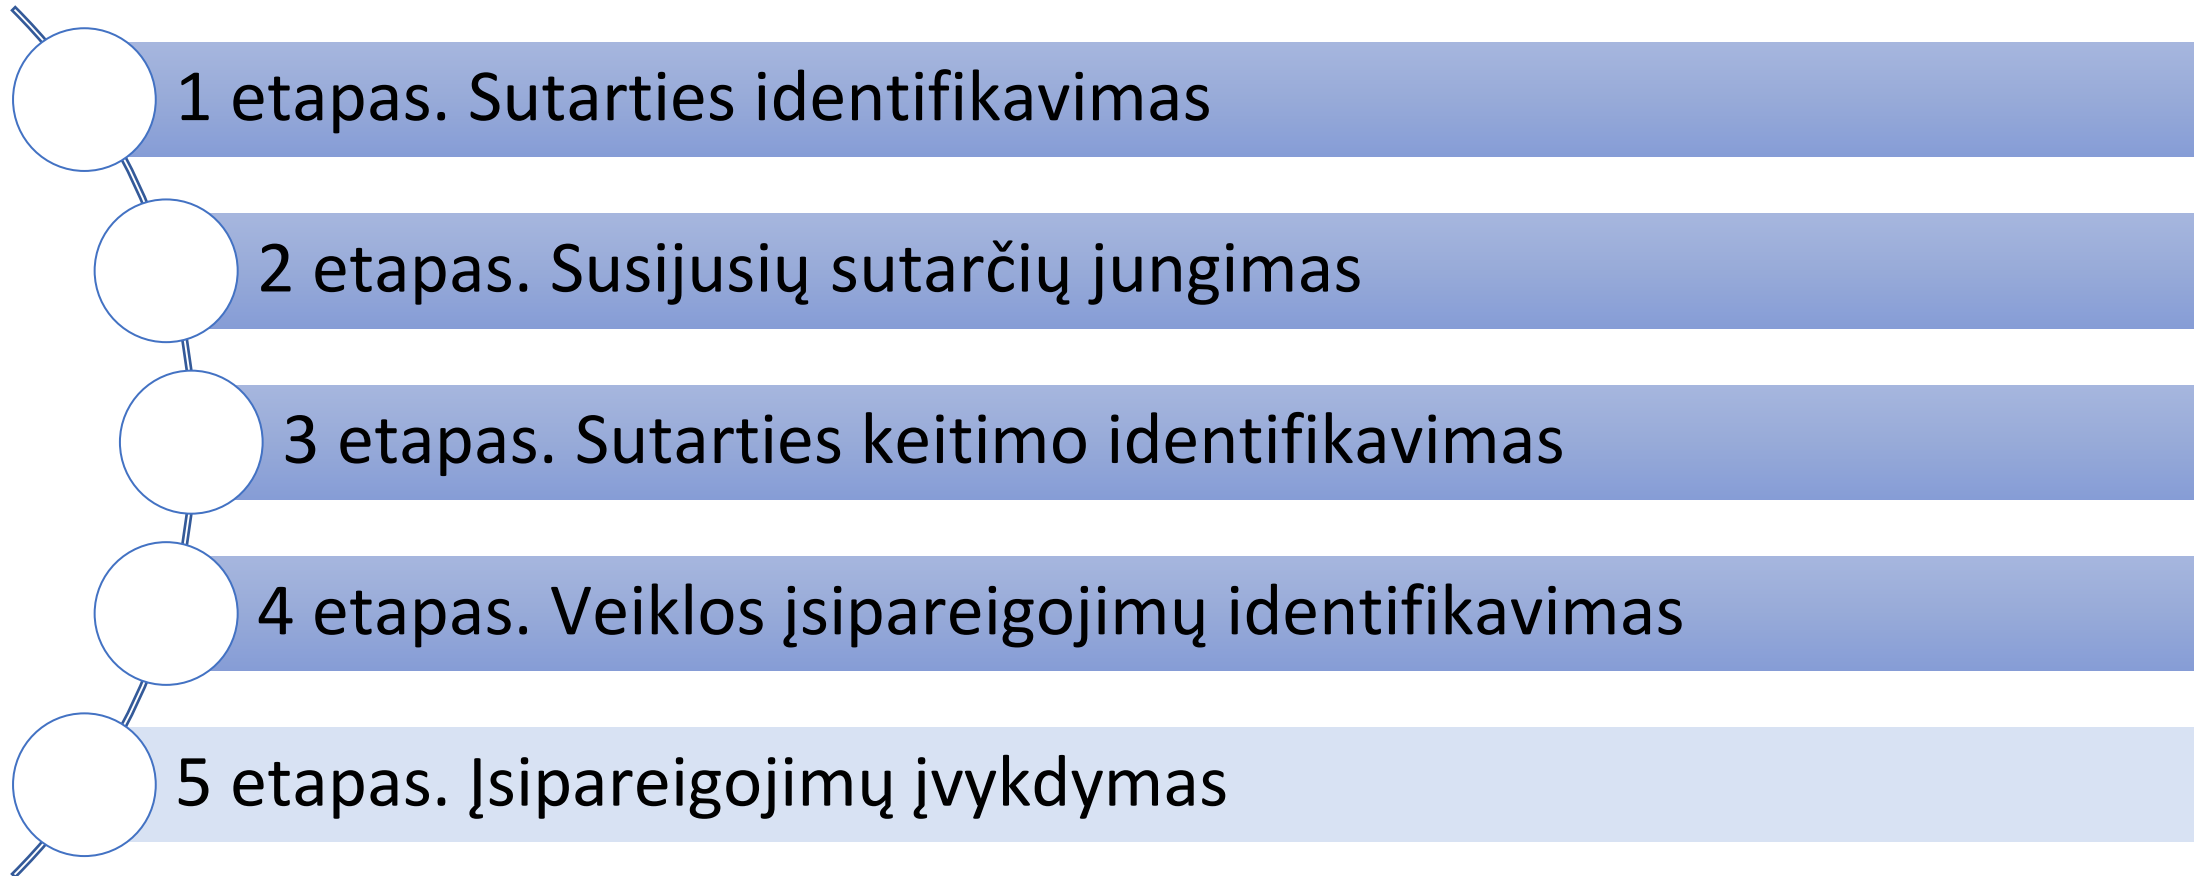 1 etapas. Sutarties identifikavimas
2 etapas. Susijusių sutarčių jungimas
3 etapas. Sutarties keitimo identifikavimas
4 etapas. Veiklos įsipareigojimų identifikavimas
5 etapas. Įsipareigojimų įvykdymas